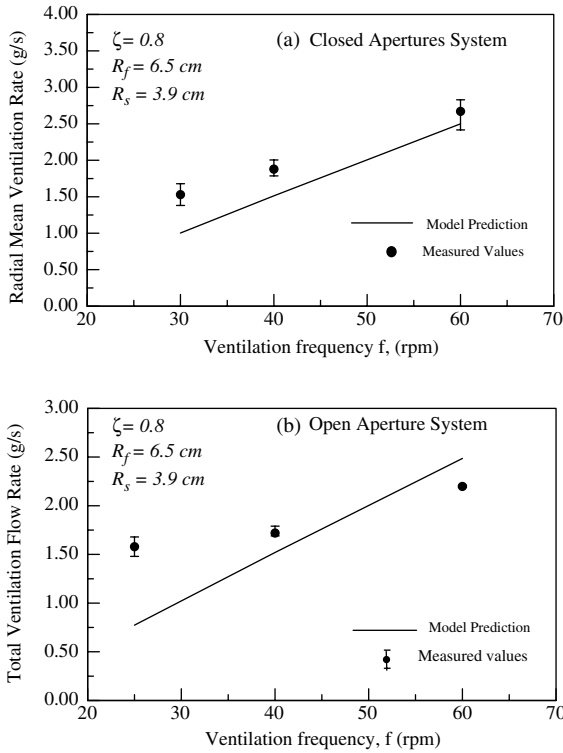 4.00
3.50
3.00
2.50
2.00
1.50
1.00
0.50
0.00
Radial Mean Ventilation Rate (g/s)
ζ= 0.8
R_f = 6.5 cm
R_s = 3.9 cm
(a) Closed Apertures System
Model Prediction
Measured Values
20 30 40 50 60 70
Ventilation frequency f, (rpm)
3.00
2.50
2.00
1.50
1.00
0.50
0.00
Total Ventilation Flow Rate (g/s)
ζ= 0.8
R_f = 6.5 cm
R_s = 3.9 cm
(b) Open Aperture System
Model Prediction
Measured values
20 30 40 50 60 70
Ventilation frequency, f (rpm)